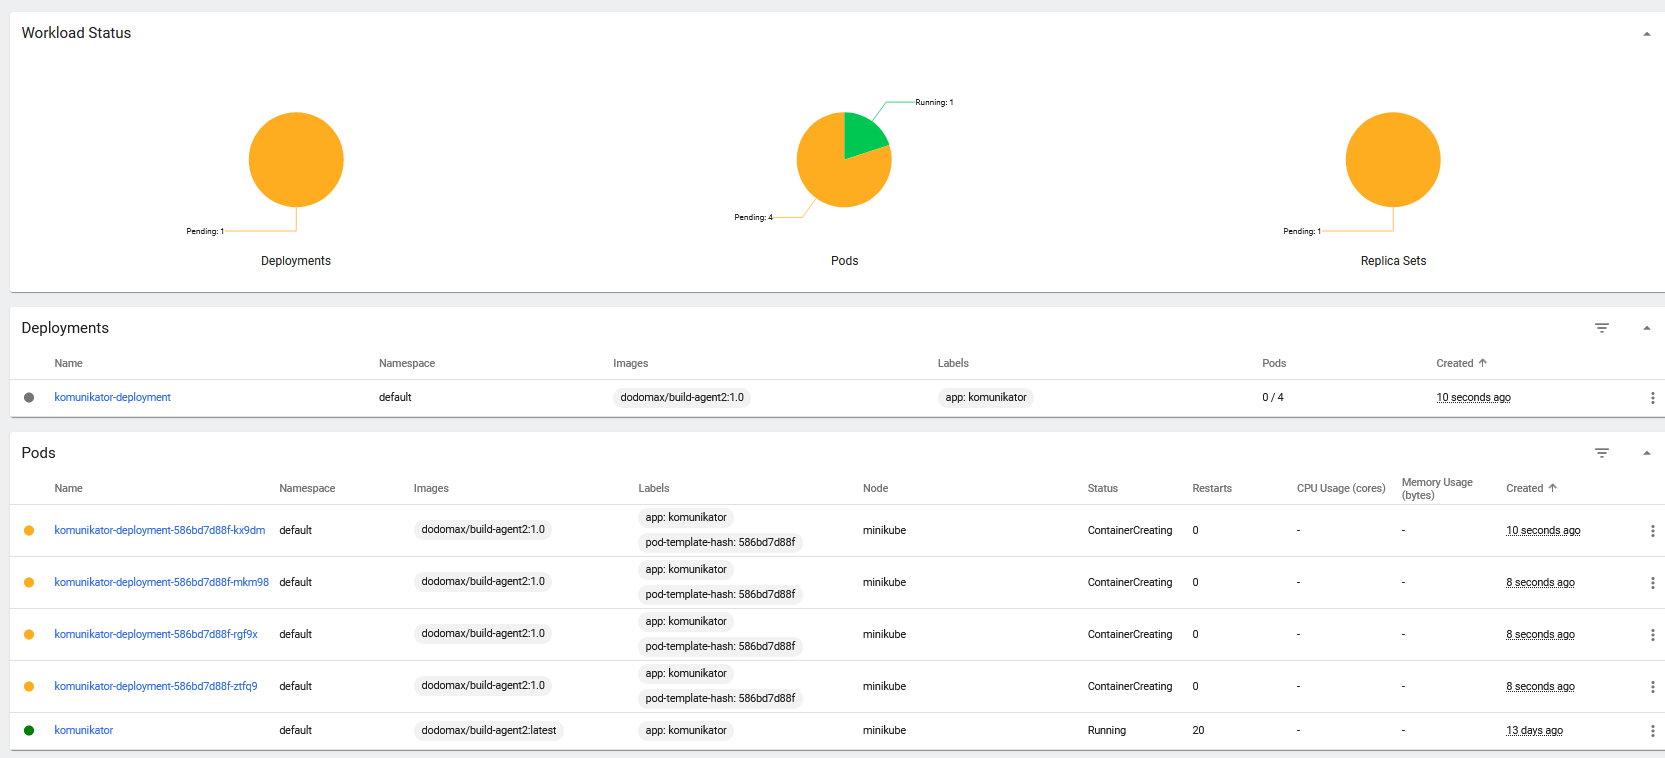 Workload Status
Running: 1
Pending: 4
Pending: 1
Pending: 1
Deployments
Pods
Replica Sets
Deployments
Name Namespace Images Labels Pods Created
komunikator-deployment default dodomax/build-agent2:1.0 app: komunikator 0 / 4 10 seconds ago
Pods
Name Namespace Images Labels Node Status Restarts CPU Usage (cores) Memory Usage (bytes) Created
app: komunikator
komunikator-deployment-586bd7d88f-kx9dm default dodomax/build-agent2:1.0 minikube ContainerCreating 0 - - 10 seconds ago
pod-template-hash: 586bd7d88f
app: komunikator
komunikator-deployment-586bd7d88f-mkm98 default dodomax/build-agent2:1.0 minikube ContainerCreating 0 - - 8 seconds ago
pod-template-hash: 586bd7d88f
app: komunikator
komunikator-deployment-586bd7d88f-rgf9x default dodomax/build-agent2:1.0 minikube ContainerCreating 0 - - 8 seconds ago
pod-template-hash: 586bd7d88f
app: komunikator
komunikator-deployment-586bd7d88f-ztfq9 default dodomax/build-agent2:1.0 minikube ContainerCreating 0 - - 8 seconds ago
pod-template-hash: 586bd7d88f
komunikator default dodomax/build-agent2:latest app: komunikator minikube Running 20 - - 13 days ago